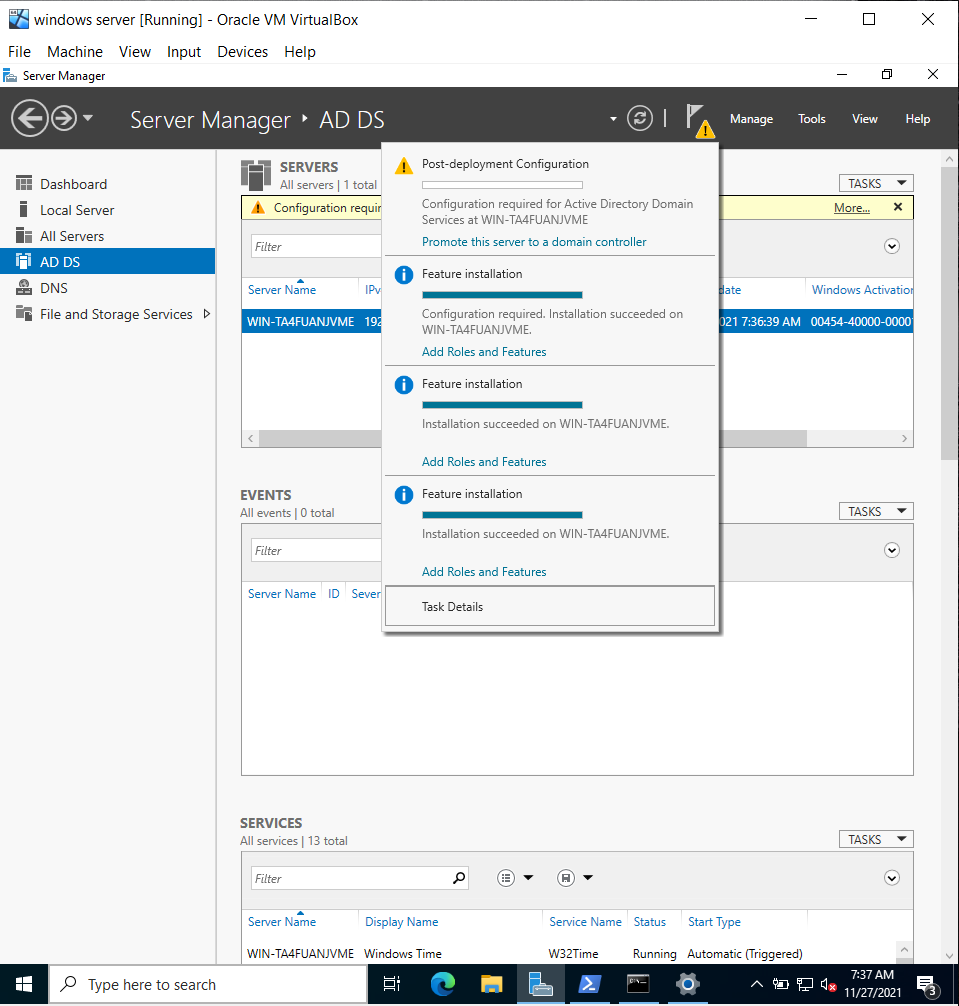 windows server [Running] - Oracle VM VirtualBox
File Machine View Input Devices Help
Server Manager
Server Manager AD DS
Manage Tools View Help
Dashboard
Local Server
All Servers
AD DS
DNS
File and Storage Services
SERVERS
All servers | 1 total
TASKS
Configuration
More...
Filter
Server Name
Windows Activation
WIN-TA4FUANJVME 192
2021 7:36:39 AM 00454-40000-00001
Post-deployment Configuration
Configuration required for Active Directory Domain
Services at WIN-TA4FUANJVME
Promote this server to a domain controller
Feature installation
Configuration required. Installation succeeded on
WIN-TA4FUANJVME.
Add Roles and Features
Feature installation
Installation succeeded on WIN-TA4FUANJVME.
Add Roles and Features
Feature installation
Installation succeeded on WIN-TA4FUANJVME.
Add Roles and Features
Task Details
EVENTS
All events | 0 total
TASKS
Filter
Server Name ID
SERVICES
All services | 13 total
TASKS
Filter
Server Name Display Name Service Name Status Start Type
WIN-TA4FUANJVME Windows Time W32Time Running Automatic (Triggered)
Type here to search
7:37 AM
11/27/2021
3